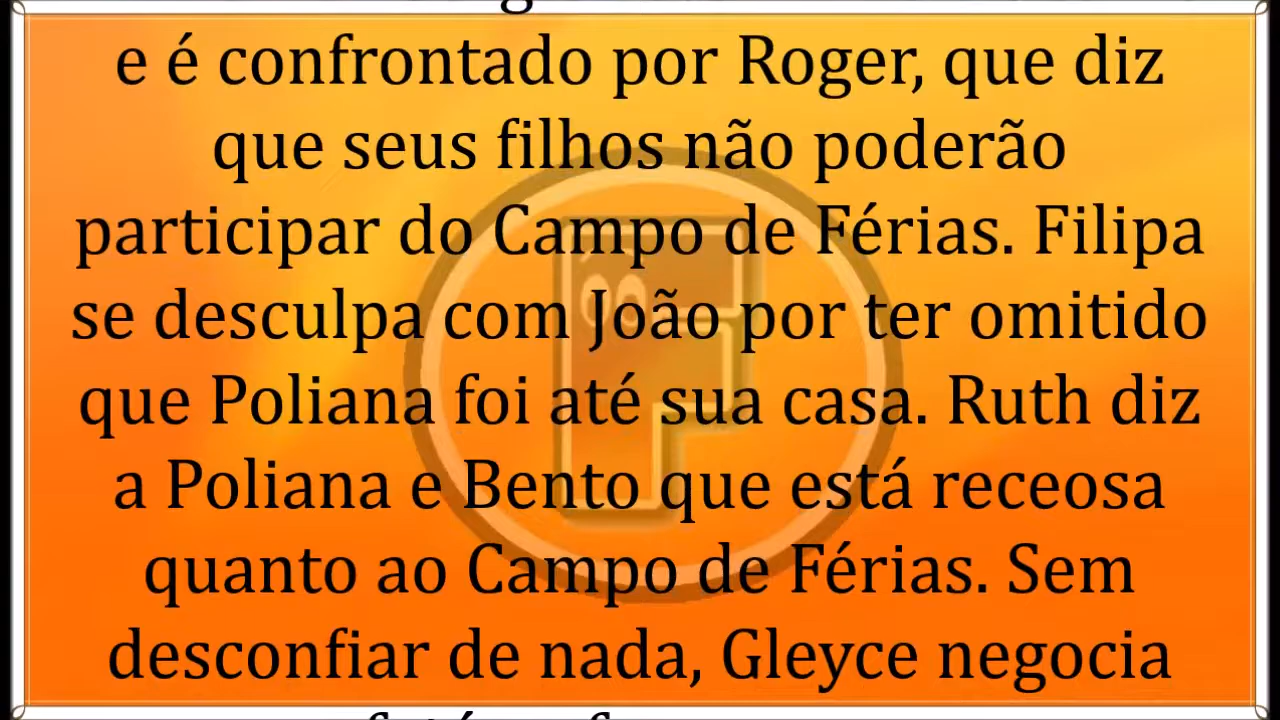 e é confrontado por Roger, que diz
que seus filhos não poderão
participar do Campo de Férias. Filipa
se desculpa com João por ter omitido
que Poliana foi até sua casa. Ruth diz
a Poliana e Bento que está receosa
quanto ao Campo de Férias. Sem
desconfiar de nada, Gleyce negocia